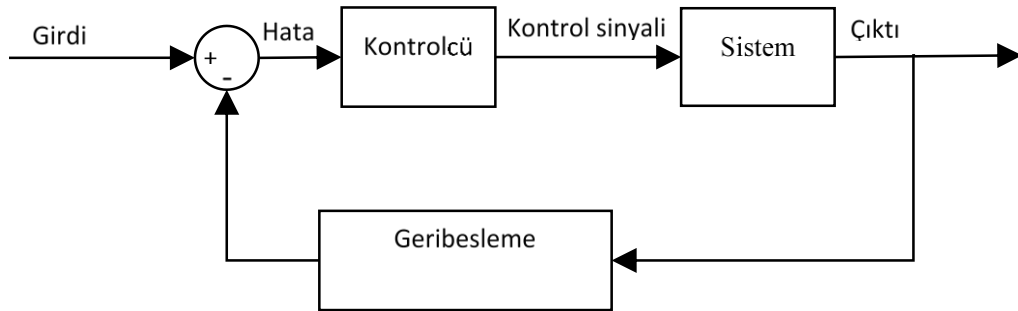 Girdi
Hata
Kontrolcü
Kontrol sinyali
Sistem
Çıktı
+
-
Geribesleme